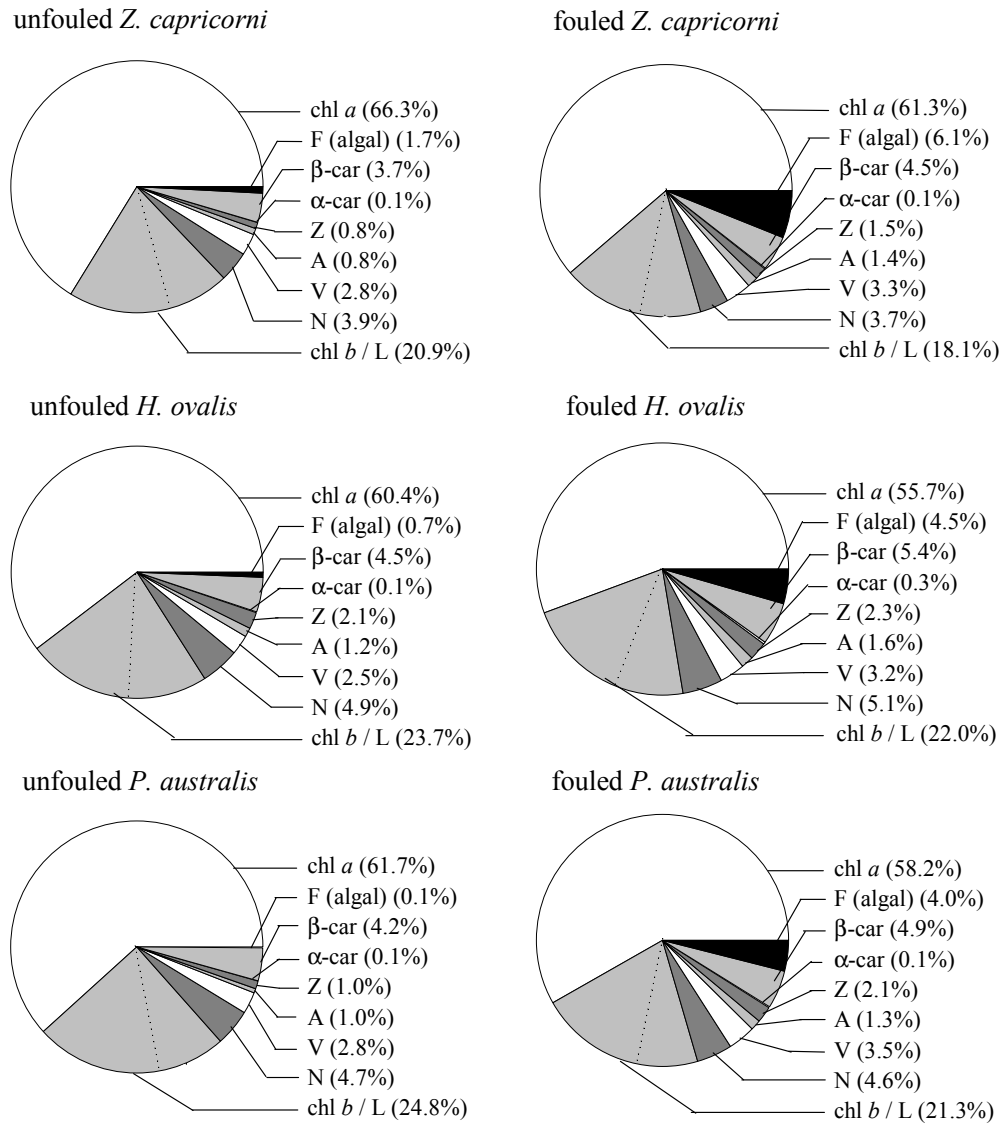 unfouled Z. capricorni
chl a (66.3%)
F (algal) (1.7%)
β-car (3.7%)
α-car (0.1%)
Z (0.8%)
A (0.8%)
V (2.8%)
N (3.9%)
chl b / L (20.9%)
fouled Z. capricorni
chl a (61.3%)
F (algal) (6.1%)
β-car (4.5%)
α-car (0.1%)
Z (1.5%)
A (1.4%)
V (3.3%)
N (3.7%)
chl b / L (18.1%)
unfouled H. ovalis
chl a (60.4%)
F (algal) (0.7%)
β-car (4.5%)
α-car (0.1%)
Z (2.1%)
A (1.2%)
V (2.5%)
N (4.9%)
chl b / L (23.7%)
fouled H. ovalis
chl a (55.7%)
F (algal) (4.5%)
β-car (5.4%)
α-car (0.3%)
Z (2.3%)
A (1.6%)
V (3.2%)
N (5.1%)
chl b / L (22.0%)
unfouled P. australis
chl a (61.7%)
F (algal) (0.1%)
β-car (4.2%)
α-car (0.1%)
Z (1.0%)
A (1.0%)
V (2.8%)
N (4.7%)
chl b / L (24.8%)
fouled P. australis
chl a (58.2%)
F (algal) (4.0%)
β-car (4.9%)
α-car (0.1%)
Z (2.1%)
A (1.3%)
V (3.5%)
N (4.6%)
chl b / L (21.3%)